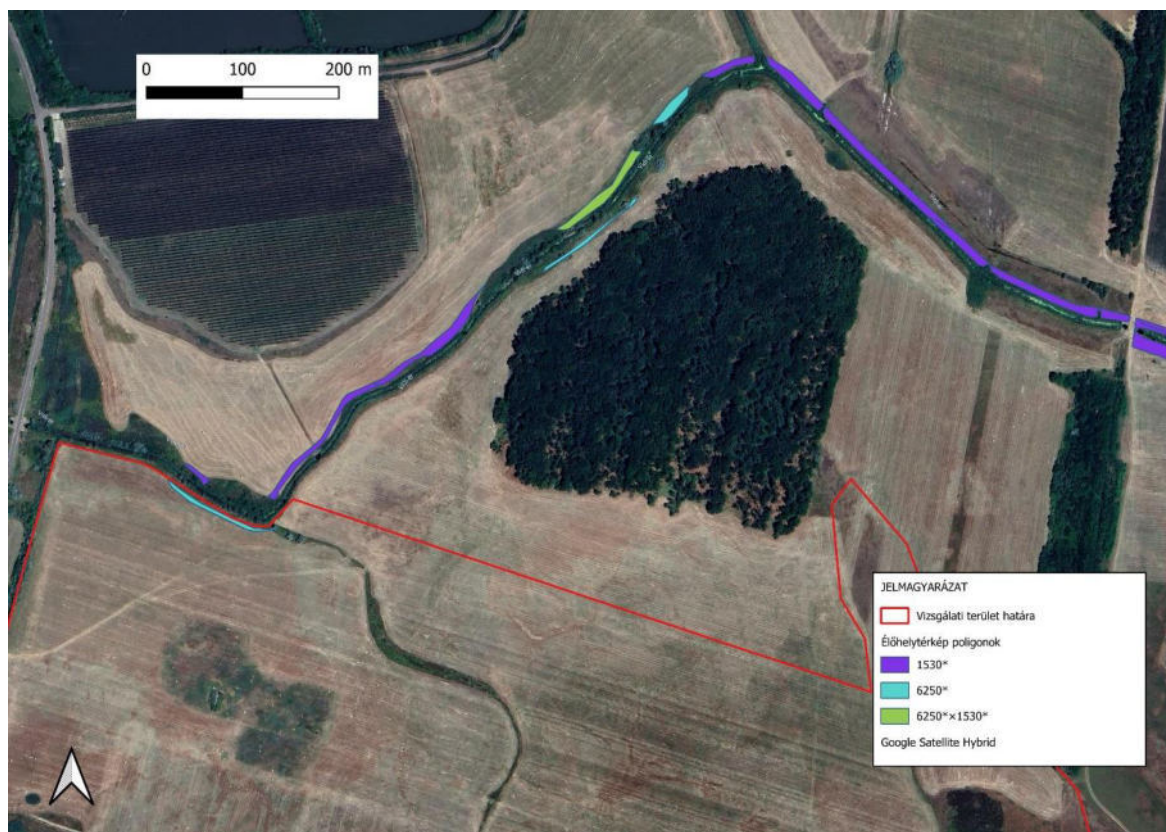 0 100 200 m
JELMAGYARÁZAT
Vizsgálati terület határa
Élőhelytérkép poligonok
1530*
6250*
6250*×1530*
Google Satellite Hybrid